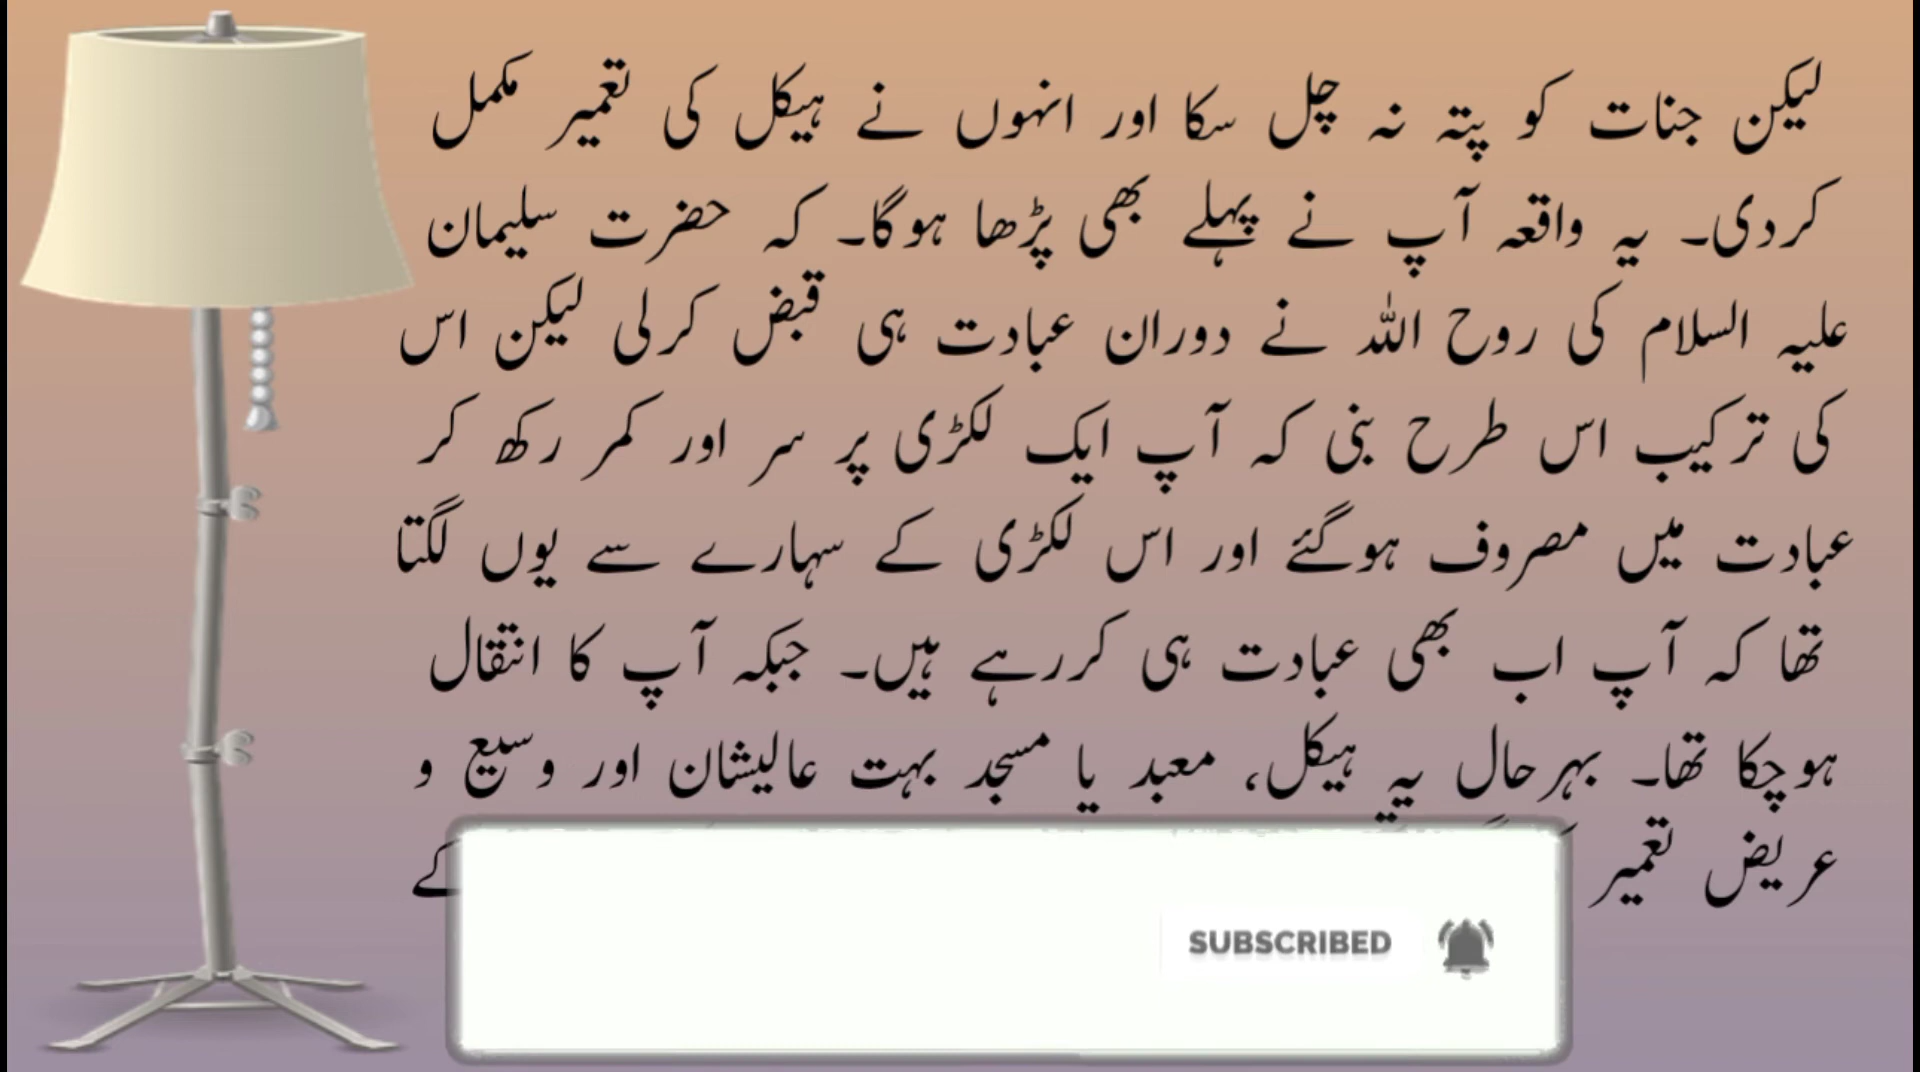 لیکن جنات کو پتہ نہ چل سکا اور انہوں نے ہیکل کی تعمیر مکمل
کردی۔ یہ واقعہ آپ نے پہلے بھی پڑھا ہوگا۔ کہ حضرت سلیمان
علیہ السلام کی روح اللہ نے دوران عبادت ہی قبض کرلی لیکن اس
کی ترکیب اس طرح بنی کہ آپ ایک لکڑی پر سر اور کمر رکھ کر
عبادت میں مصروف ہوگئے اور اس لکڑی کے سہارے سے یوں لگتا
تھا کہ آپ اب بھی عبادت ہی کررہے ہیں۔ جبکہ آپ کا انتقال
ہوچکا تھا۔ بہرحال یہ ہیکل، معبد یا مسجد بہت عالیشان اور وسیع و
عریض تعمیر کے
SUBSCRIBED